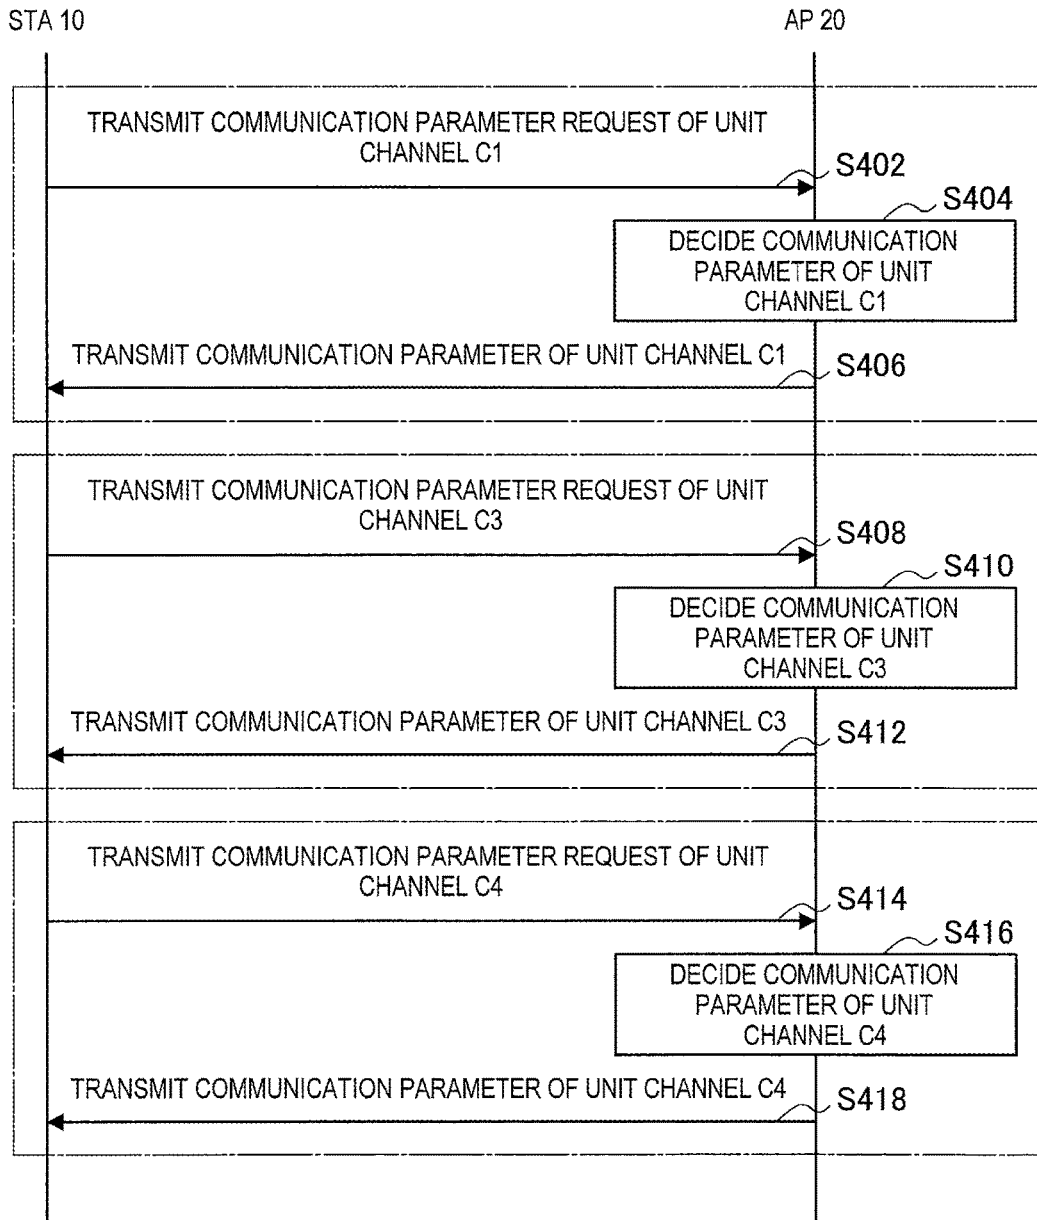 STA 10
AP 20
TRANSMIT COMMUNICATION PARAMETER REQUEST OF UNIT
CHANNEL C1
S402
S404
DECIDE COMMUNICATION
PARAMETER OF UNIT
CHANNEL C1
TRANSMIT COMMUNICATION PARAMETER OF UNIT CHANNEL C1
S406
TRANSMIT COMMUNICATION PARAMETER REQUEST OF UNIT
CHANNEL C3
S408
S410
DECIDE COMMUNICATION
PARAMETER OF UNIT
CHANNEL C3
TRANSMIT COMMUNICATION PARAMETER OF UNIT CHANNEL C3
S412
TRANSMIT COMMUNICATION PARAMETER REQUEST OF UNIT
CHANNEL C4
S414
S416
DECIDE COMMUNICATION
PARAMETER OF UNIT
CHANNEL C4
TRANSMIT COMMUNICATION PARAMETER OF UNIT CHANNEL C4
S418